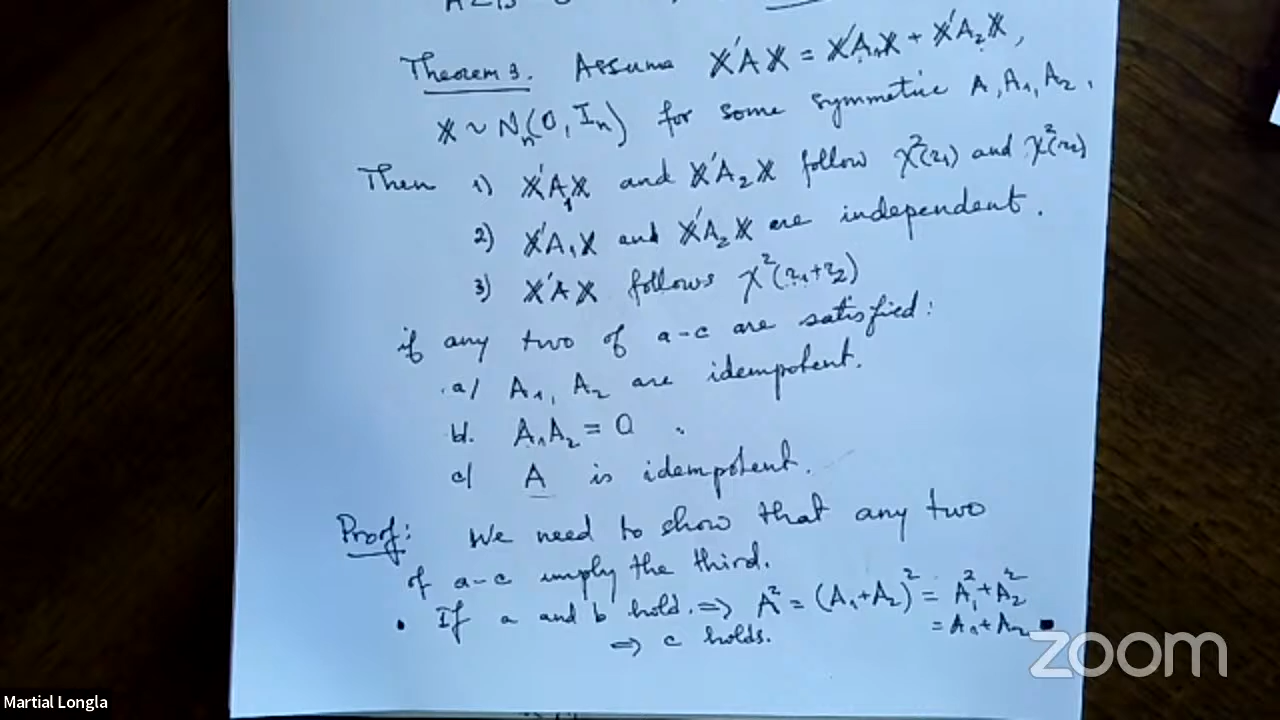 Theorem 3. Assume X'AX = X'A₁X + X'A₂X,
X ~ Nₙ(0, Iₙ) for some symmetric A, A₁, A₂.
Then 1) X'A₁X and X'A₂X follow χ²(r₁) and χ²(r₂)
2) X'A₁X and X'A₂X are independent.
3) X'AX follows χ²(r₁+r₂)
if any two of a-c are satisfied:
a/ A₁, A₂ are idempotent.
b. A₁A₂ = 0
c/ A is idempotent.
Proof: We need to show that any two
of a-c imply the third.
• If a and b hold. ⇒ A² = (A₁+A₂)² = A₁²+A₂²
= A₁+A₂
⇒ c holds.
zoom
Martial Longla